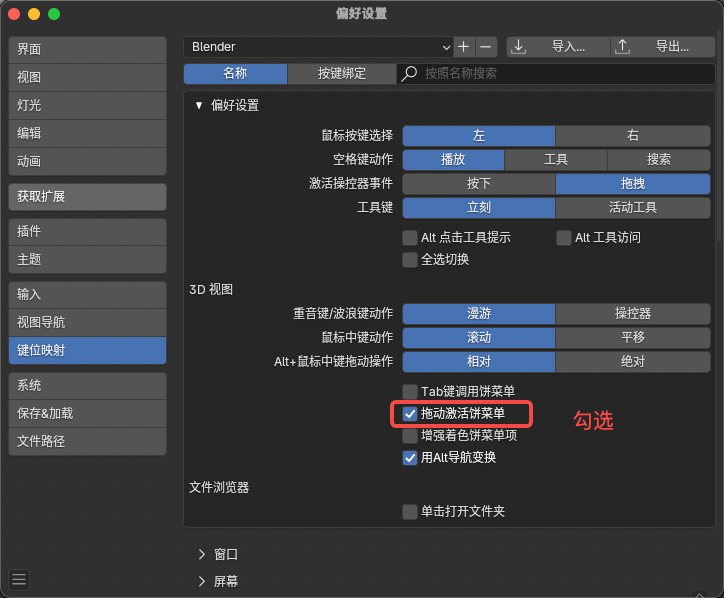 偏好设置
界面
视图
灯光
编辑
动画
获取扩展
插件
主题
输入
视图导航
键位映射
系统
保存&加载
文件路径
Blender
导入...
导出...
名称
按键绑定
按照名称搜索
偏好设置
鼠标按键选择 左 右
空格键动作 播放 工具 搜索
激活操控器事件 按下 拖拽
工具键 立刻 活动工具
Alt 点击工具提示 Alt 工具访问
全选切换
3D 视图
重音键/波浪键动作 漫游 操控器
鼠标中键动作 滚动 平移
Alt+鼠标中键拖动操作 相对 绝对
Tab键调用饼菜单
拖动激活饼菜单
勾选
增强着色饼菜单项
用Alt导航变换
文件浏览器
单击打开文件夹
窗口
屏幕